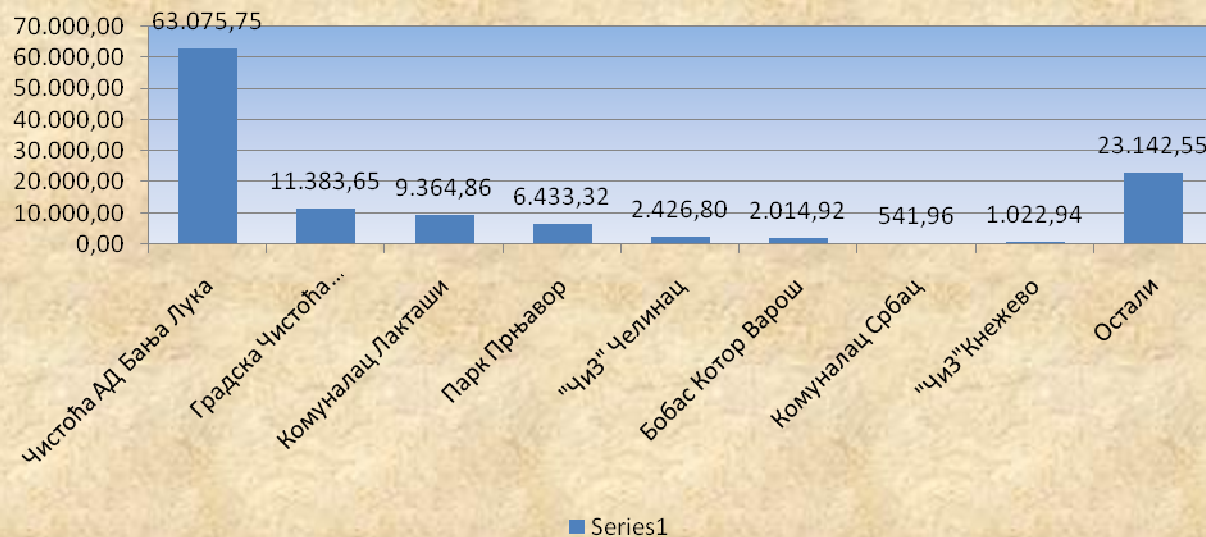 70.000,00
60.000,00
50.000,00
40.000,00
30.000,00
20.000,00
10.000,00
0,00
63.075,75
11.383,65
9.364,86
6.433,32
2.426,80
2.014,92
541,96
1.022,94
23.142,55
Чистоћа АД Бања Лука
Градска Чистоћа...
Комуналац Лакташи
Парк Прњавор
"ЧиЗ" Челинац
Бобас Котор Варош
Комуналац Србац
"ЧиЗ"Кнежево
Остали
Series1